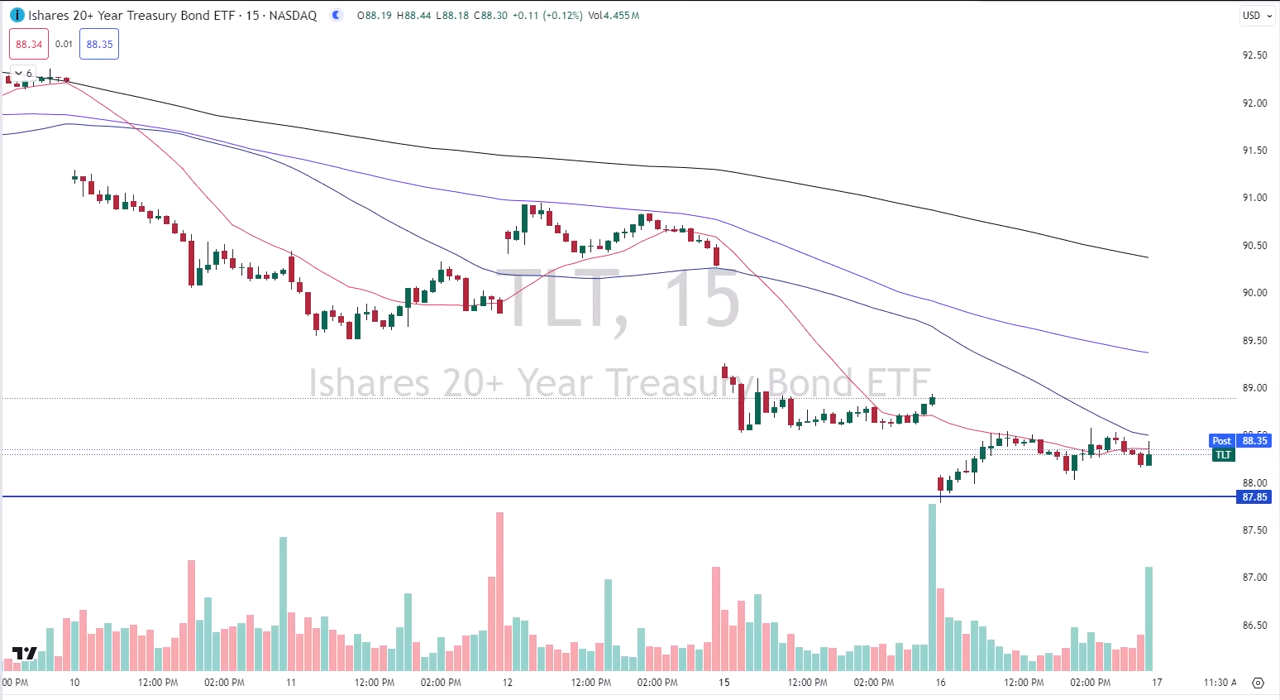 Ishares 20+ Year Treasury Bond ETF · 15 · NASDAQ O88.19 H88.44 L88.18 C88.30 +0.11 (+0.12%) Vol4.455M USD
88.34 0.01 88.35
6
92.50
92.00
91.50
91.00
90.50
90.00
TLT, 15
89.50
Ishares 20+ Year Treasury Bond ETF
89.00
Post 88.35
TLT
88.00
87.85
87.50
87.00
86.50
:00 PM 10 12:00 PM 02:00 PM 11 12:00 PM 02:00 PM 12 12:00 PM 02:00 PM 15 12:00 PM 02:00 PM 16 12:00 PM 02:00 PM 17 11:30 A